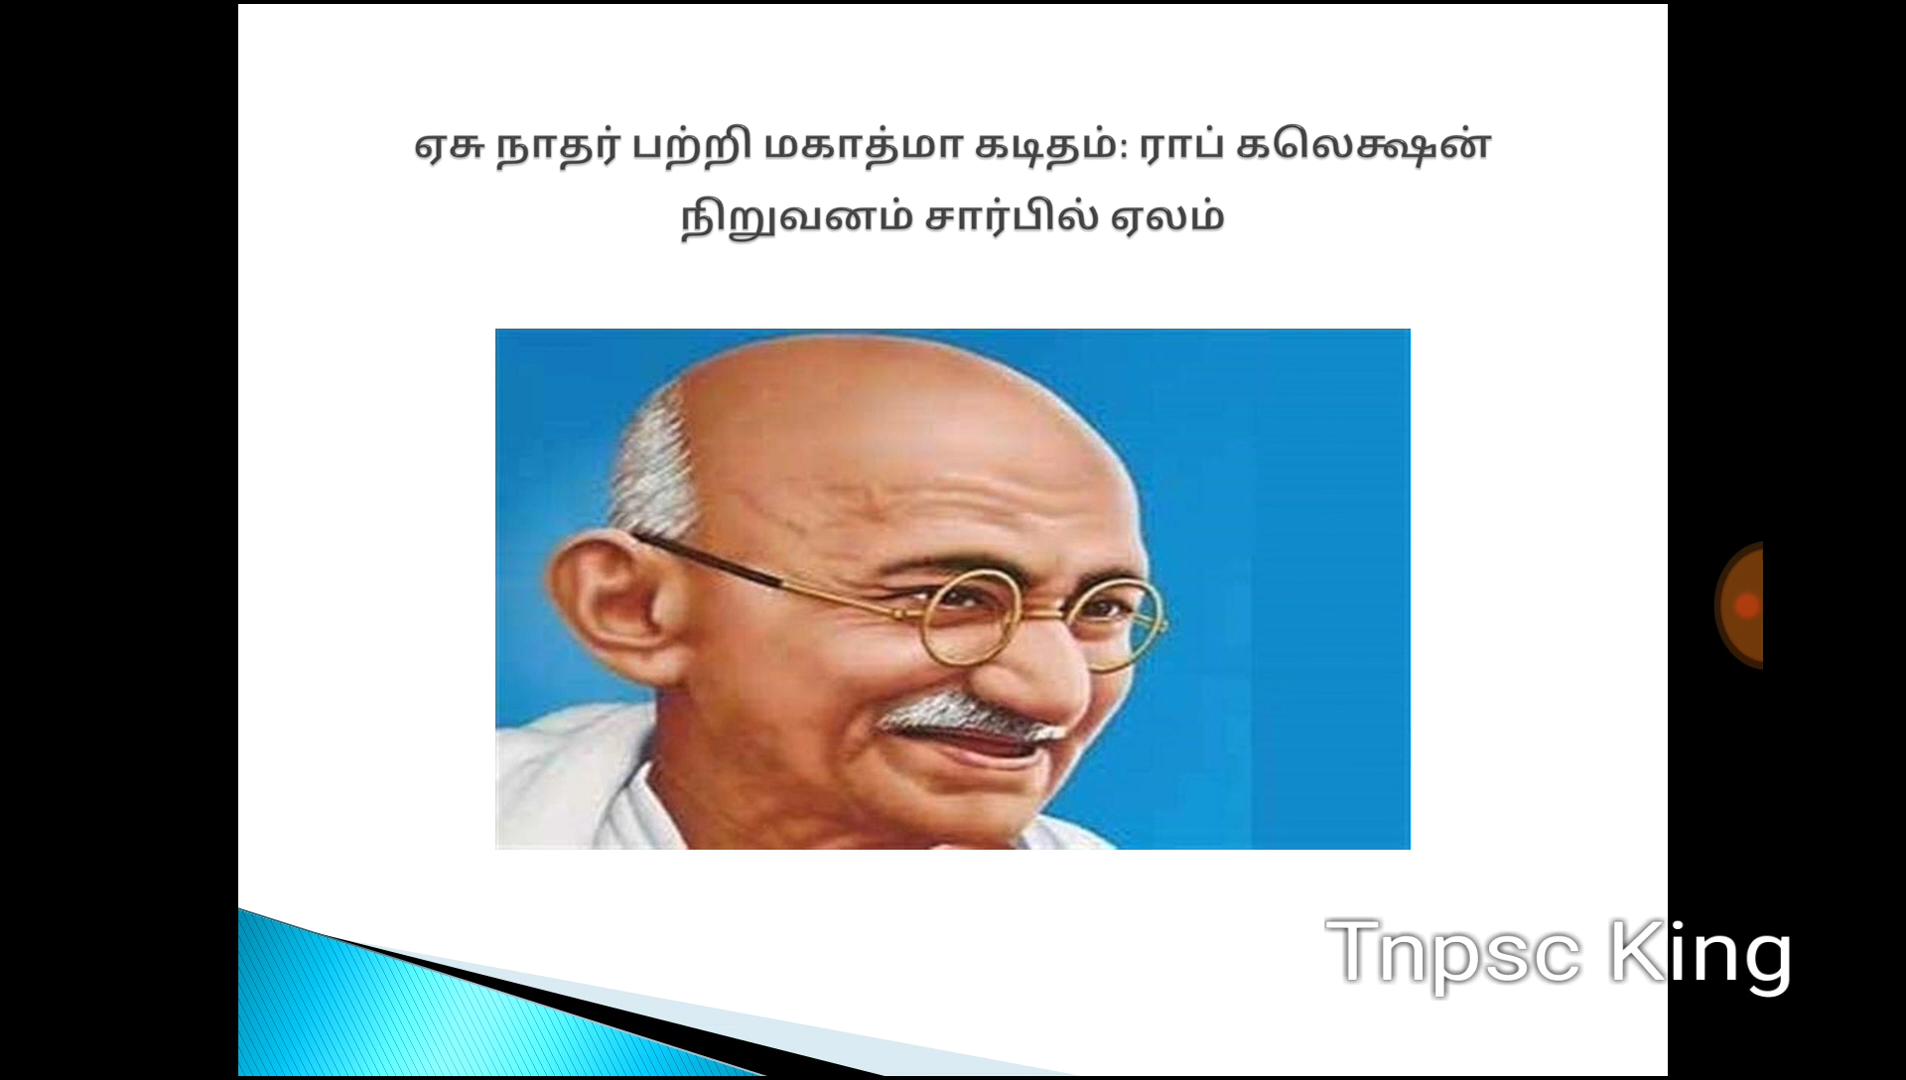 ஏசு நாதர் பற்றி மகாத்மா கடிதம்: ராப் கலெக்ஷன்
நிறுவனம் சார்பில் ஏலம்
Tnpsc King